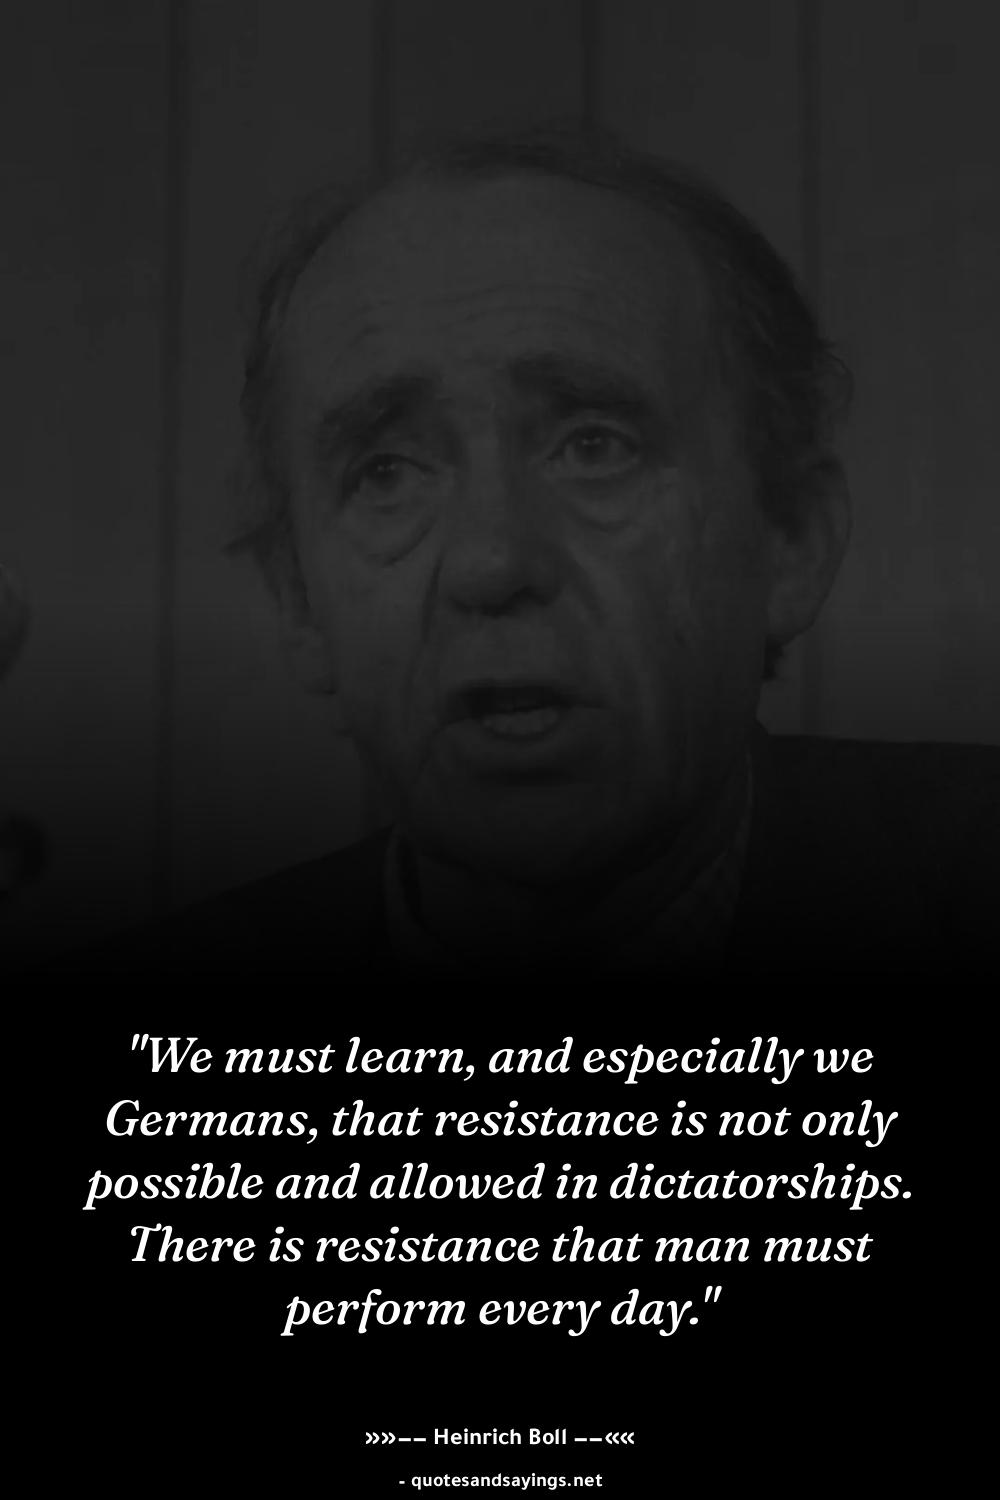 "We must learn, and especially we
Germans, that resistance is not only
possible and allowed in dictatorships.
There is resistance that man must
perform every day."
»»–– Heinrich Boll ––««
- quotesandsayings.net